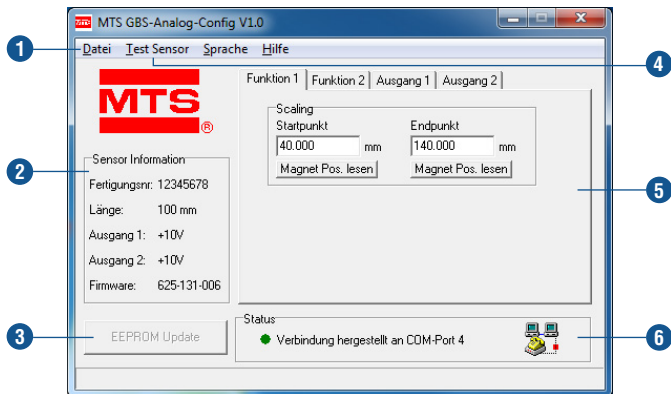 MTS GBS-Analog-Config V1.0
1
Datei Test Sensor Sprache Hilfe
4
MTS
®
Funktion 1 Funktion 2 Ausgang 1 Ausgang 2
Scaling
Startpunkt Endpunkt
40.000 mm 140.000 mm
Magnet Pos. lesen Magnet Pos. lesen
2
Sensor Information
Fertigungsnr: 12345678
Länge: 100 mm
Ausgang 1: +10V
Ausgang 2: +10V
Firmware: 625-131-006
5
3
EEPROM Update
Status
Verbindung hergestellt an COM-Port 4
6